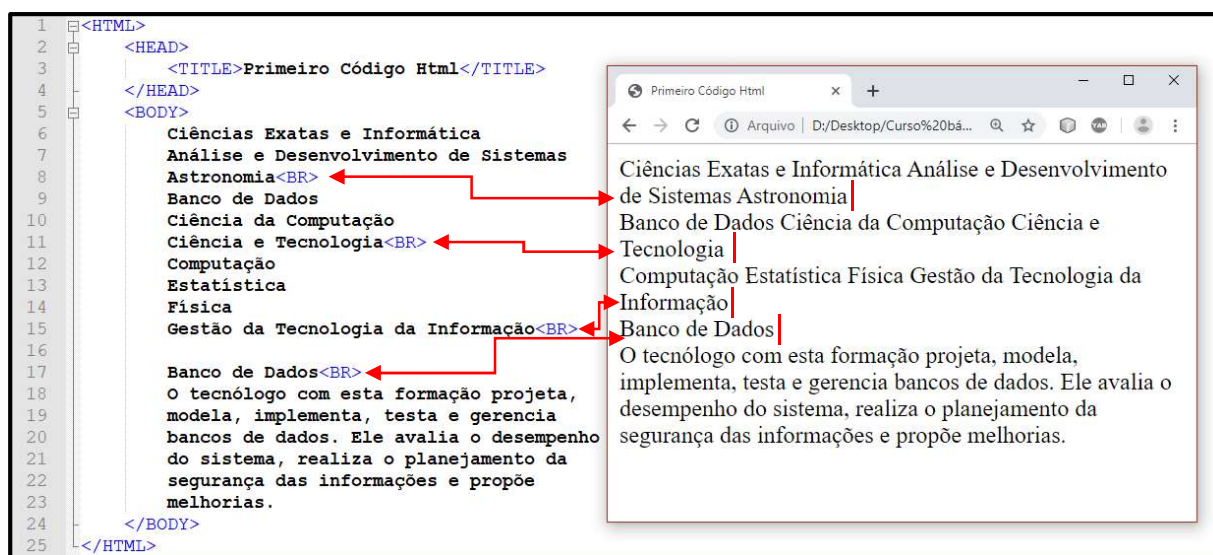 1 <HTML>
2 <HEAD>
3 <TITLE>Primeiro Código Html</TITLE>
4 </HEAD>
5 <BODY>
6 Ciências Exatas e Informática
7 Análise e Desenvolvimento de Sistemas
8 Astronomia<BR>
9 Banco de Dados
10 Ciência da Computação
11 Ciência e Tecnologia<BR>
12 Computação
13 Estatística
14 Física
15 Gestão da Tecnologia da Informação<BR>
16
17 Banco de Dados<BR>
18 O tecnólogo com esta formação projeta,
19 modela, implementa, testa e gerencia
20 bancos de dados. Ele avalia o desempenho
21 do sistema, realiza o planejamento da
22 segurança das informações e propõe
23 melhorias.
24 </BODY>
25 </HTML>
Primeiro Código Html
Arquivo | D:/Desktop/Curso%20bá...
Ciências Exatas e Informática Análise e Desenvolvimento
de Sistemas Astronomia
Banco de Dados Ciência da Computação Ciência e
Tecnologia
Computação Estatística Física Gestão da Tecnologia da
Informação
Banco de Dados
O tecnólogo com esta formação projeta, modela,
implementa, testa e gerencia bancos de dados. Ele avalia o
desempenho do sistema, realiza o planejamento da
segurança das informações e propõe melhorias.